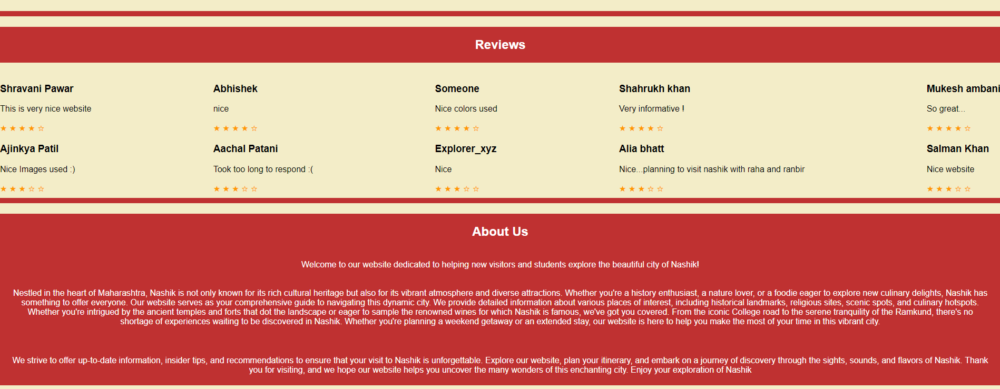 Reviews
Shravani Pawar
This is very nice website
★ ★ ★ ★ ☆
Abhishek
nice
★ ★ ★ ★ ☆
Someone
Nice colors used
★ ★ ★ ★ ☆
Shahrukh khan
Very informative !
★ ★ ★ ★ ☆
Mukesh ambani
So great...
★ ★ ★ ★ ☆
Ajinkya Patil
Nice Images used :)
★ ★ ★ ☆ ☆
Aachal Patani
Took too long to respond :(
★ ★ ★ ☆ ☆
Explorer_xyz
Nice
★ ★ ★ ☆ ☆
Alia bhatt
Nice...planning to visit nashik with raha and ranbir
★ ★ ★ ☆ ☆
Salman Khan
Nice website
★ ★ ★ ☆ ☆
About Us
Welcome to our website dedicated to helping new visitors and students explore the beautiful city of Nashik!
Nestled in the heart of Maharashtra, Nashik is not only known for its rich cultural heritage but also for its vibrant atmosphere and diverse attractions. Whether you're a history enthusiast, a nature lover, or a foodie eager to explore new culinary delights, Nashik has
something to offer everyone. Our website serves as your comprehensive guide to navigating this dynamic city. We provide detailed information about various places of interest, including historical landmarks, religious sites, scenic spots, and culinary hotspots.
Whether you're intrigued by the ancient temples and forts that dot the landscape or eager to sample the renowned wines for which Nashik is famous, we've got you covered. From the iconic College road to the serene tranquility of the Ramkund, there's no
shortage of experiences waiting to be discovered in Nashik. Whether you're planning a weekend getaway or an extended stay, our website is here to help you make the most of your time in this vibrant city.
We strive to offer up-to-date information, insider tips, and recommendations to ensure that your visit to Nashik is unforgettable. Explore our website, plan your itinerary, and embark on a journey of discovery through the sights, sounds, and flavors of Nashik. Thank
you for visiting, and we hope our website helps you uncover the many wonders of this enchanting city. Enjoy your exploration of Nashik